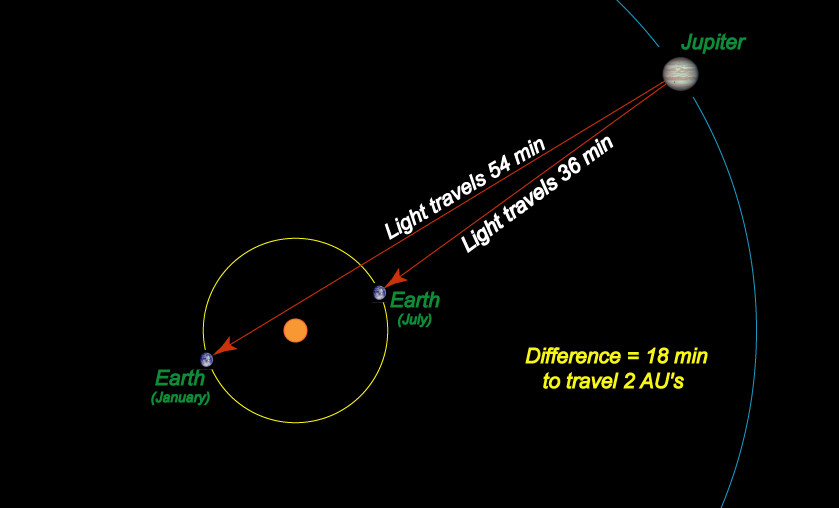 Jupiter
Light travels 54 min
Light travels 36 min
Earth
(July)
Difference = 18 min
to travel 2 AU's
Earth
(January)